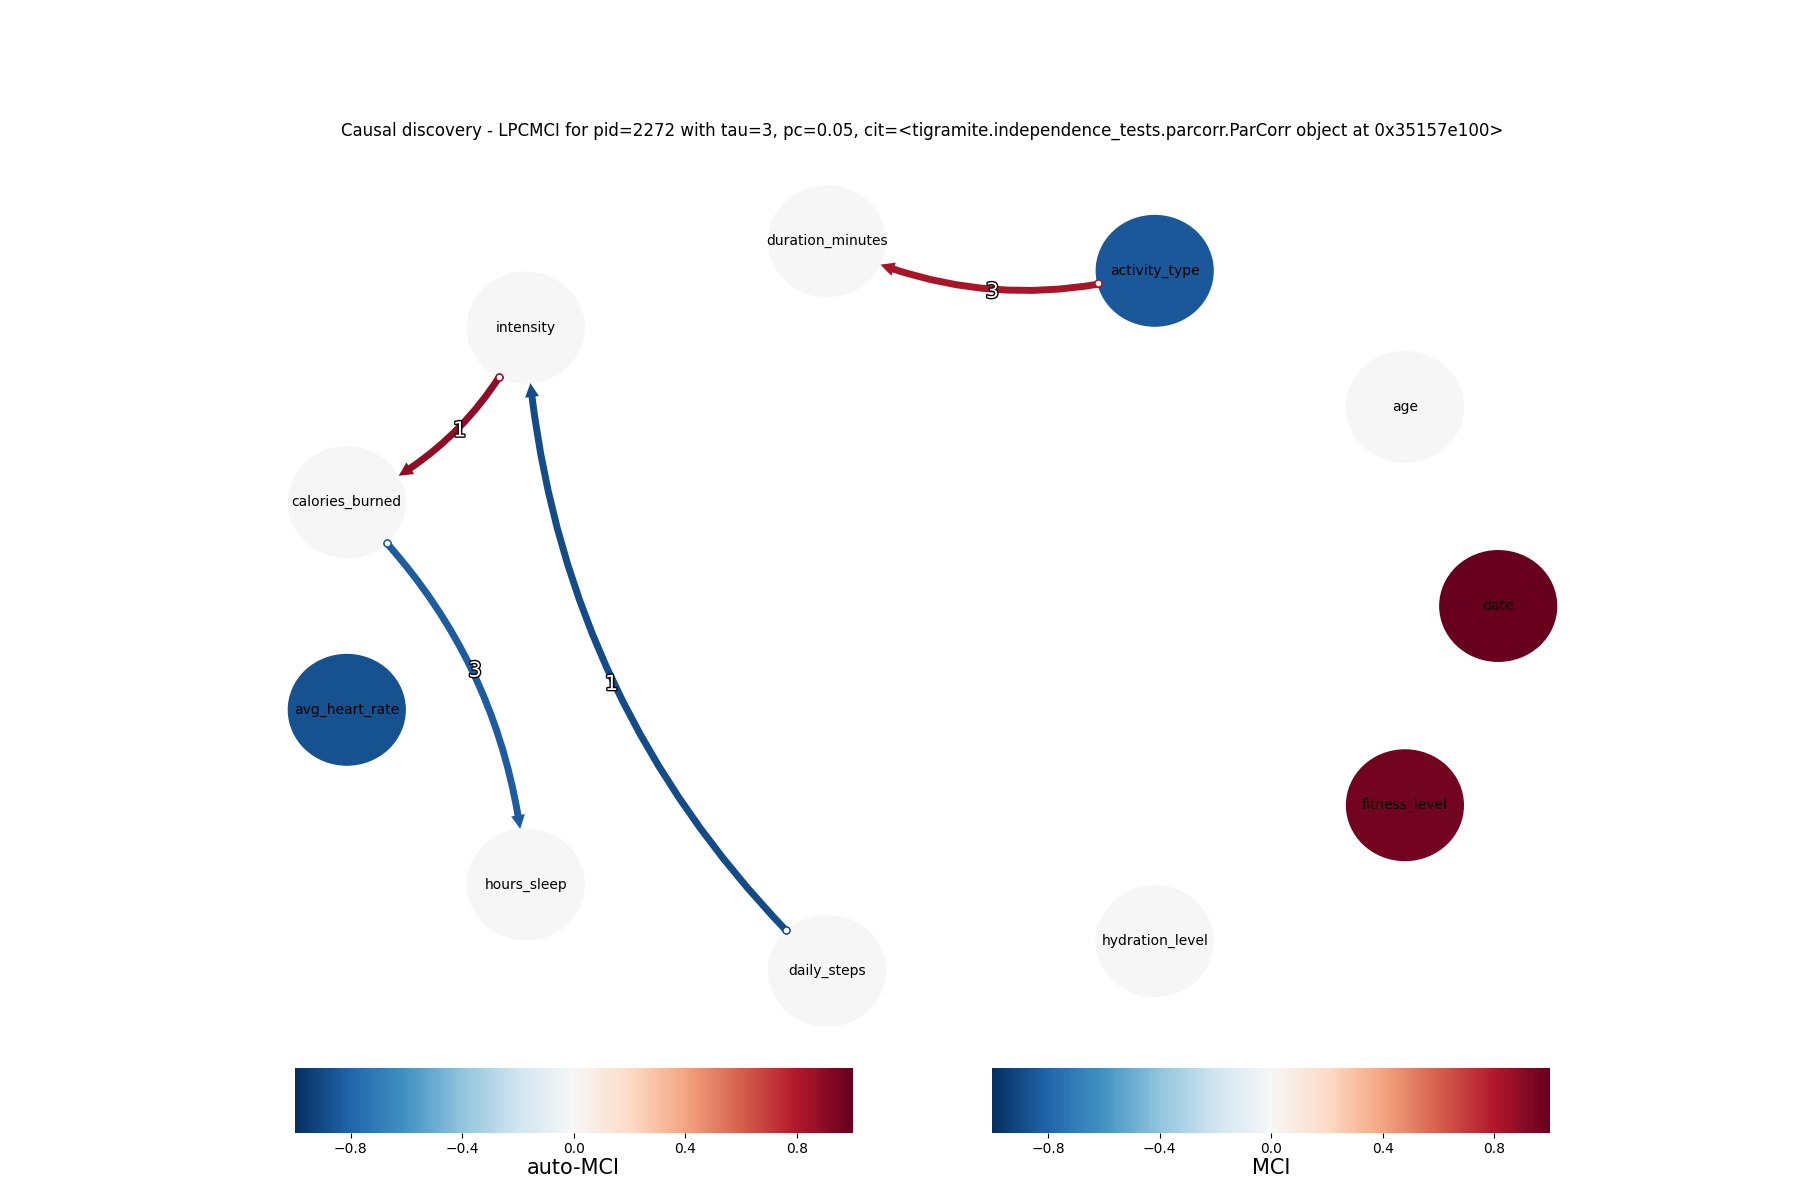 Causal discovery - LPCMCI for pid=2272 with tau=3, pc=0.05, cit=<tigramite.independence_tests.parcorr.ParCorr object at 0x35157e100>
duration_minutes
activity_type
3
intensity
age
1
calories_burned
date
3
1
avg_heart_rate
fitness_level
hours_sleep
hydration_level
daily_steps
−0.8 −0.4 0.0 0.4 0.8
auto-MCI
−0.8 −0.4 0.0 0.4 0.8
MCI